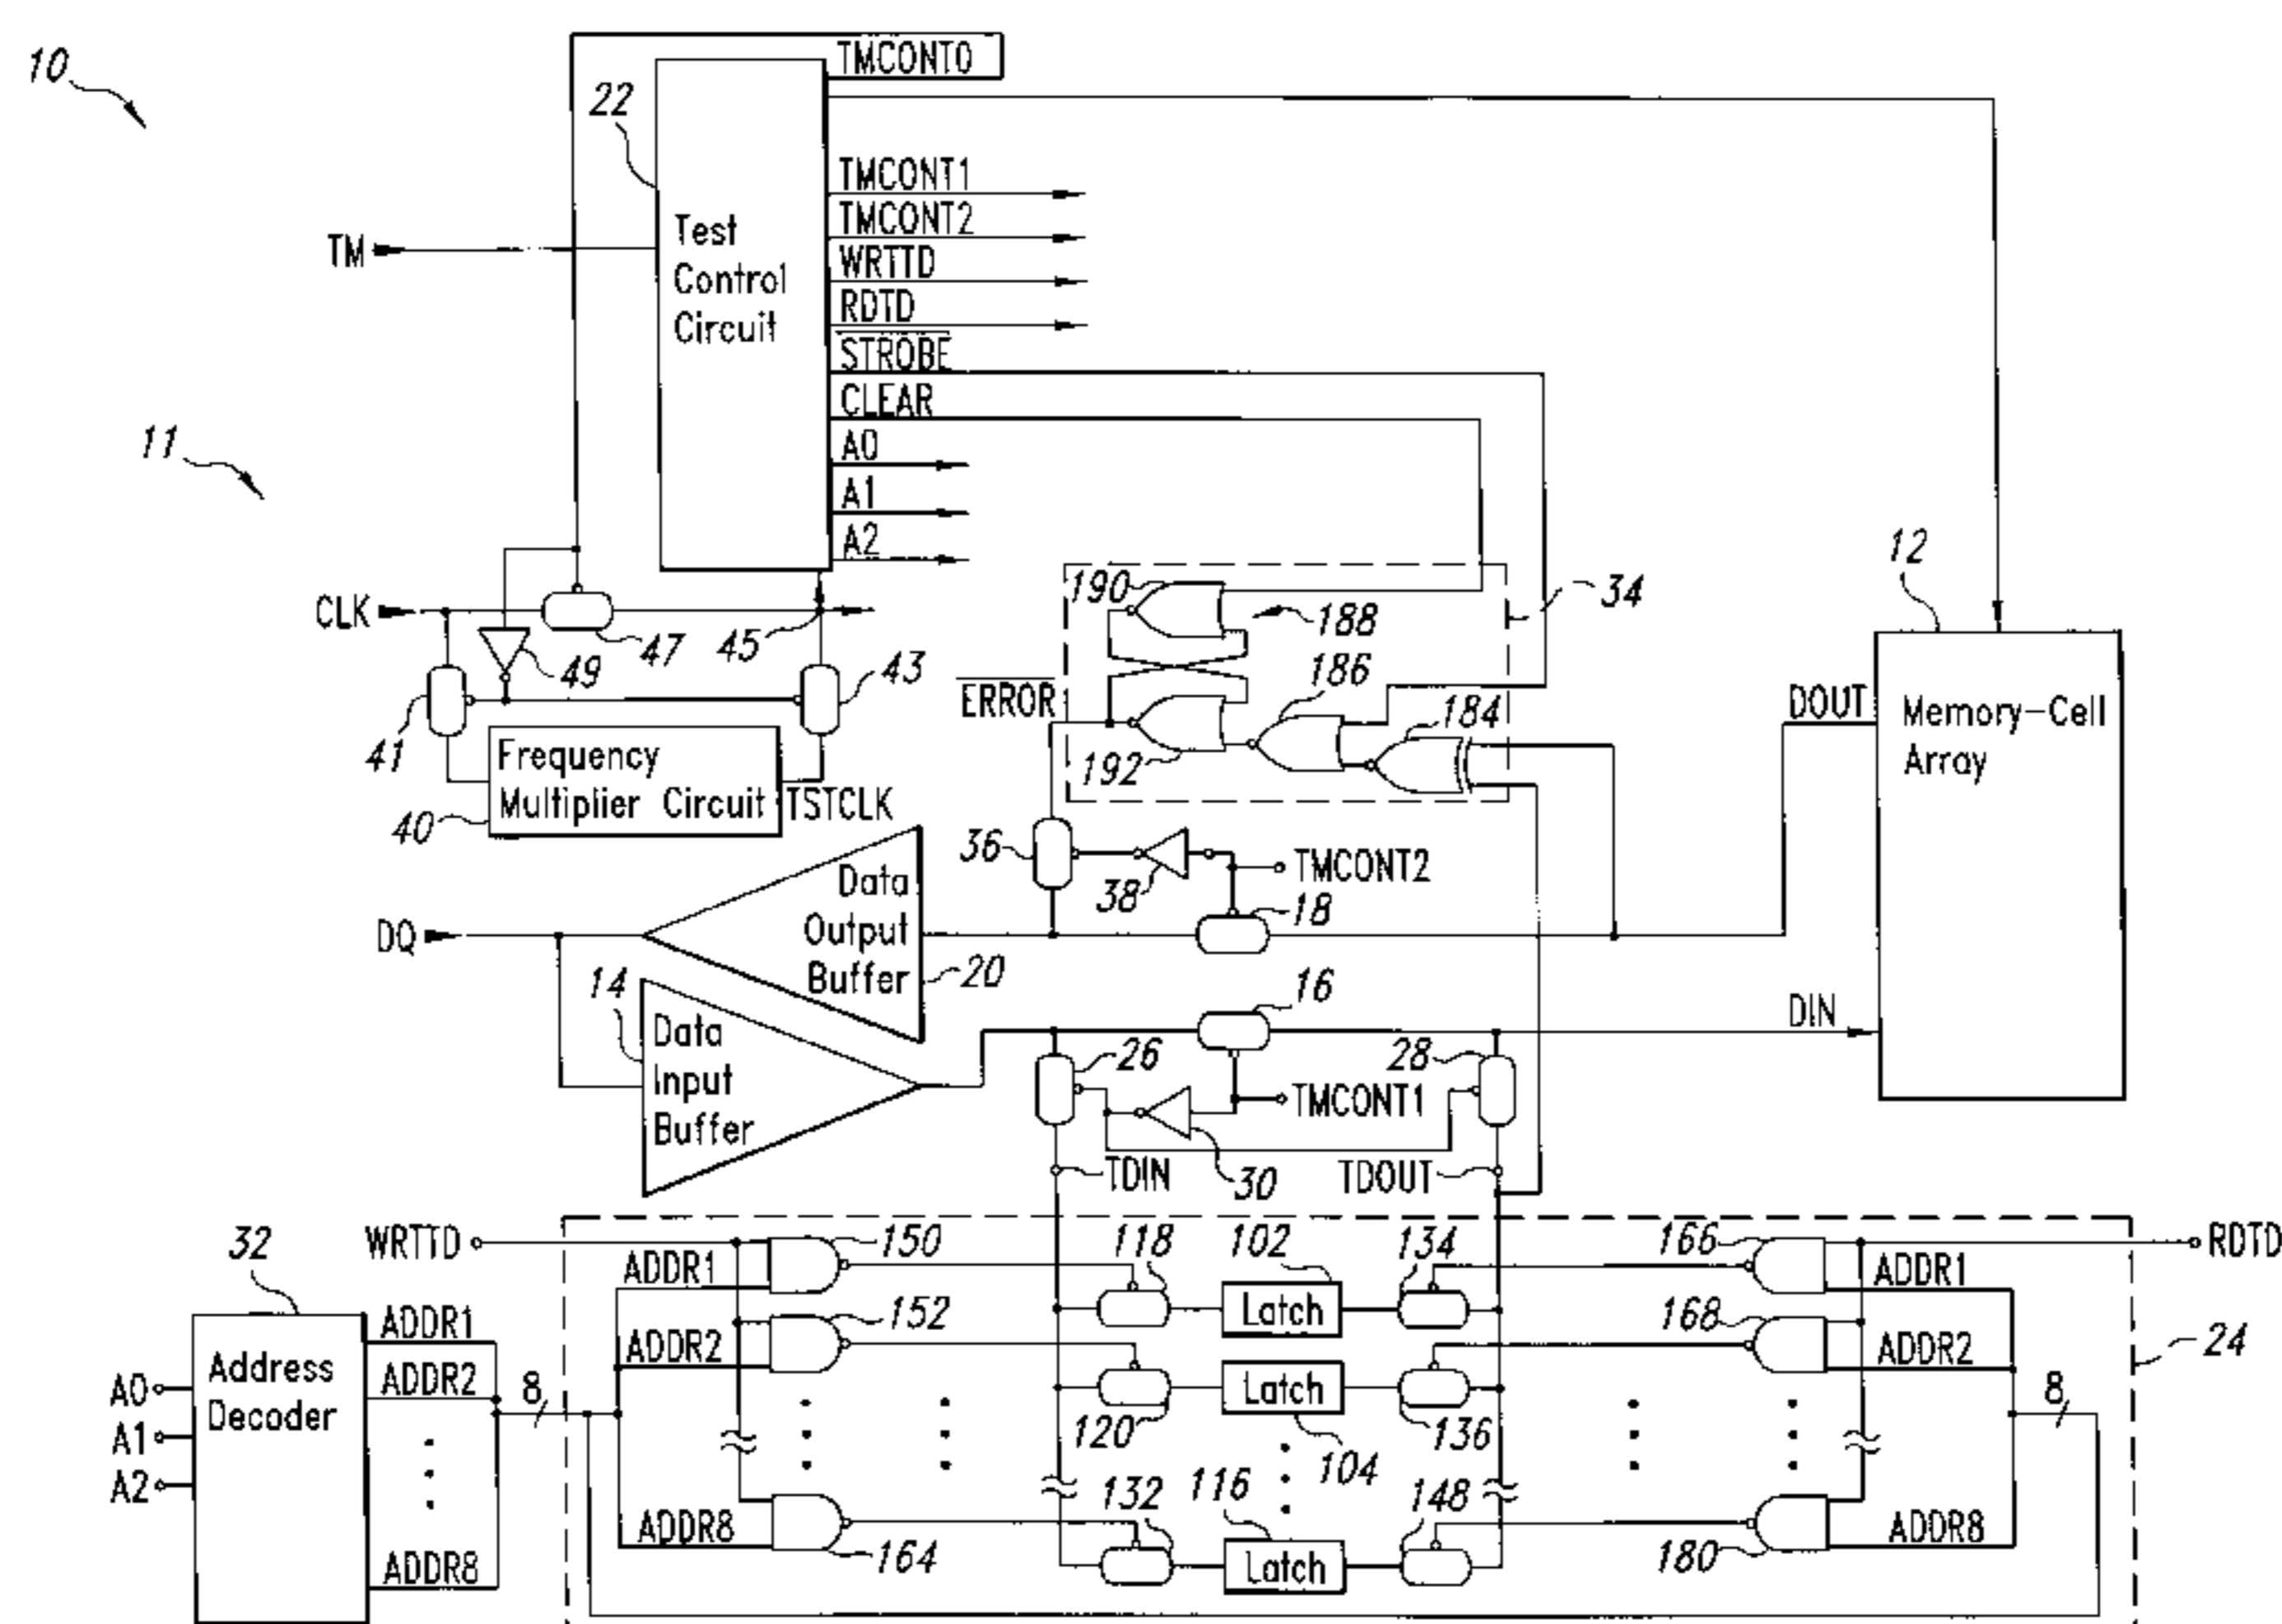 10
TMCONT0
22
TMCONT1
TMCONT2
WRTTD
RDTD
STROBE
CLEAR
A0
A1
A2
TM
Test
Control
Circuit
11
12
CLK
47
45
49
43
41
190
188
34
ERROR
186
184
192
DOUT
Memory-Cell
Array
Frequency
Multiplier Circuit
TSTCLK
40
36
38
TMCONT2
18
DQ
Data
Output
Buffer
20
14
Data
Input
Buffer
16
26
28
DIN
TMCONT1
30
TDIN
TDOUT
32
WRTTD
150
118
102
134
166
RDTD
ADDR1
Latch
ADDR1
152
168
24
ADDR1
ADDR2
ADDR2
ADDR2
Address
Decoder
A0
A1
A2
8
Latch
8
120
104
136
132
116
148
ADDR8
ADDR8
164
Latch
180
ADDR8